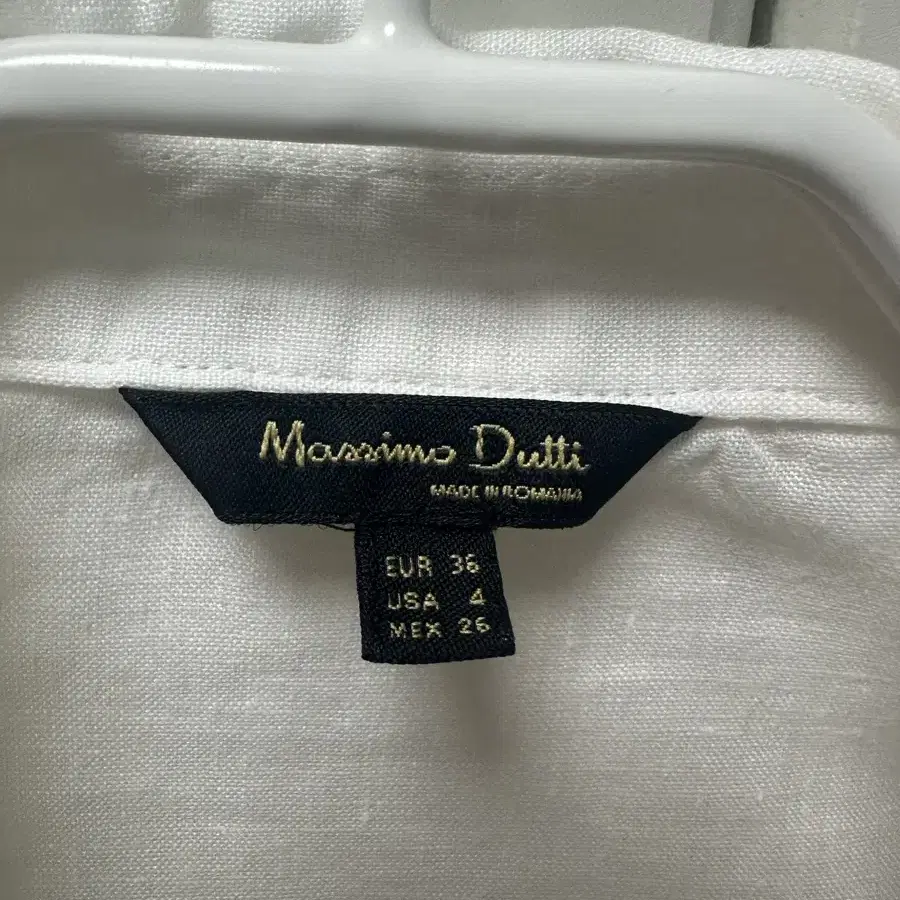 Massimo Dutti
MADE IN ROMANIA
EUR 36
USA 4
MEX 26